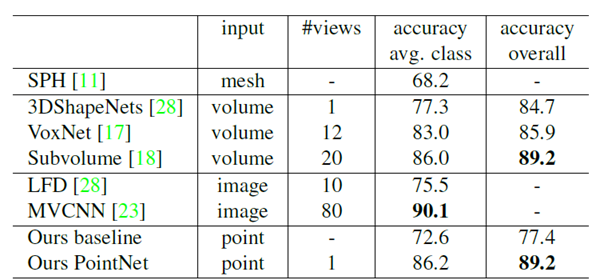 input #views accuracy accuracy
avg. class overall
SPH [11] mesh - 68.2 -
3DShapeNets [28] volume 1 77.3 84.7
VoxNet [17] volume 12 83.0 85.9
Subvolume [18] volume 20 86.0 89.2
LFD [28] image 10 75.5 -
MVCNN [23] image 80 90.1 -
Ours baseline point - 72.6 77.4
Ours PointNet point 1 86.2 89.2